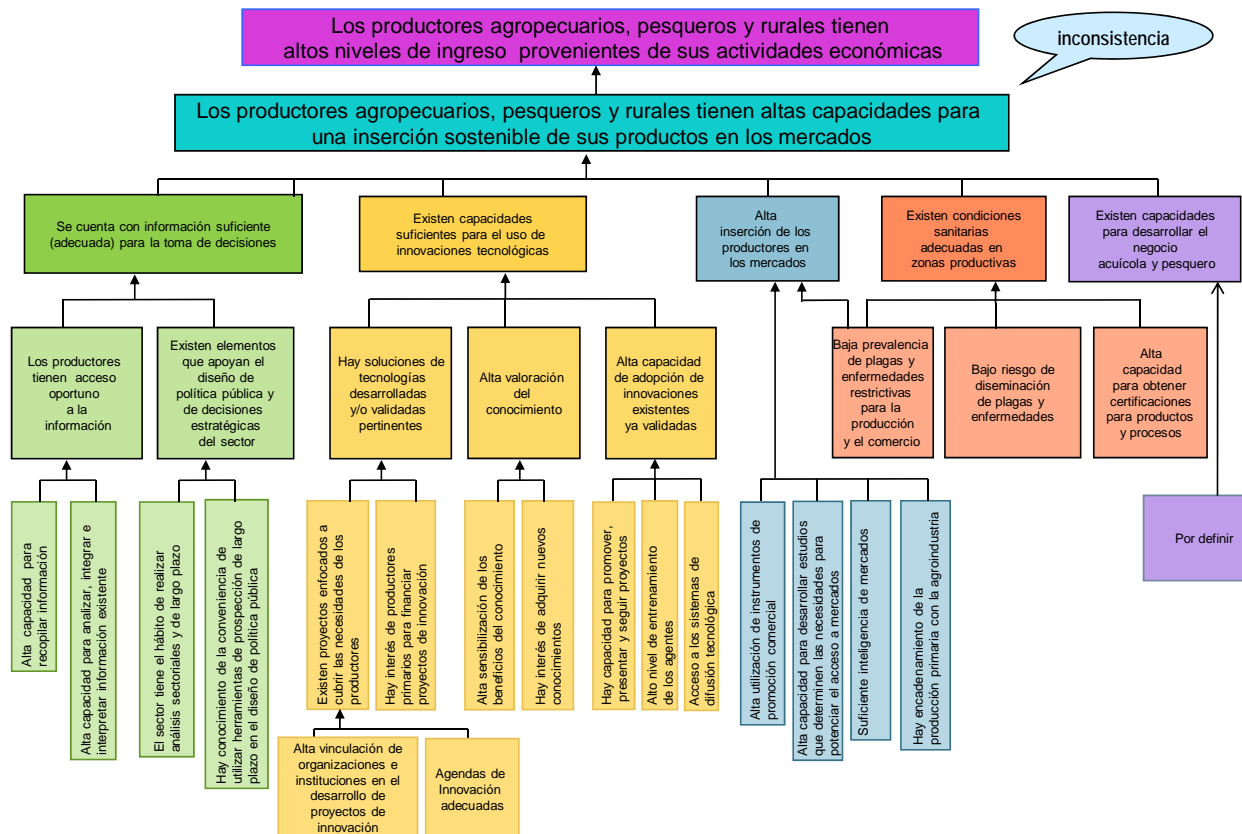 Los productores agropecuarios, pesqueros y rurales tienen
altos niveles de ingreso provenientes de sus actividades económicas
inconsistencia
Los productores agropecuarios, pesqueros y rurales tienen altas capacidades para
una inserción sostenible de sus productos en los mercados
Se cuenta con información suficiente
(adecuada) para la toma de decisiones
Existen capacidades
suficientes para el uso de
innovaciones tecnológicas
Alta
inserción de los
productores en
los mercados
Existen condiciones
sanitarias
adecuadas en
zonas productivas
Existen capacidades
para desarrollar el
negocio
acuícola y pesquero
Los productores
tienen acceso
oportuno
a la
información
Existen elementos
que apoyan el
diseño de
política pública y
de decisiones
estratégicas
del sector
Hay soluciones de
tecnologías
desarrolladas
y/o validadas
pertinentes
Alta valoración
del conocimiento
Alta capacidad
de adopción de
innovaciones
existentes
ya validadas
Baja prevalencia
de plagas y
enfermedades
restrictivas
para la
producción
y el comercio
Bajo riesgo de
diseminación
de plagas y
enfermedades
Alta
capacidad
para obtener
certificaciones
para productos
y procesos
Alta capacidad para
recopilar información
Alta capacidad para analizar, integrar e
interpretar información existente
El sector tiene el hábito de realizar
análisis sectoriales y de largo plazo
Hay conocimiento de la conveniencia de
utilizar herramientas de prospección de largo
plazo en el diseño de política pública
Existen proyectos enfocados a
cubrir las necesidades de los
productores
Hay interés de productores
primarios para financiar
proyectos de innovación
Alta sensibilización de los
beneficios del conocimiento
Hay interés de adquirir nuevos
conocimientos
Hay capacidad para promover,
presentar y seguir proyectos
Alto nivel de entrenamiento
de los agentes
Acceso a los sistemas de
difusión tecnológica
Alta utilización de instrumentos de
promoción comercial
Alta capacidad para desarrollar estudios
que determinen las necesidades para
potenciar el acceso a mercados
Suficiente inteligencia de mercados
Hay encadenamiento de la
producción primaria con la agroindustria
Por definir
Alta vinculación de
organizaciones e
instituciones en el
desarrollo de
proyectos de
innovación
Agendas de
Innovación
adecuadas